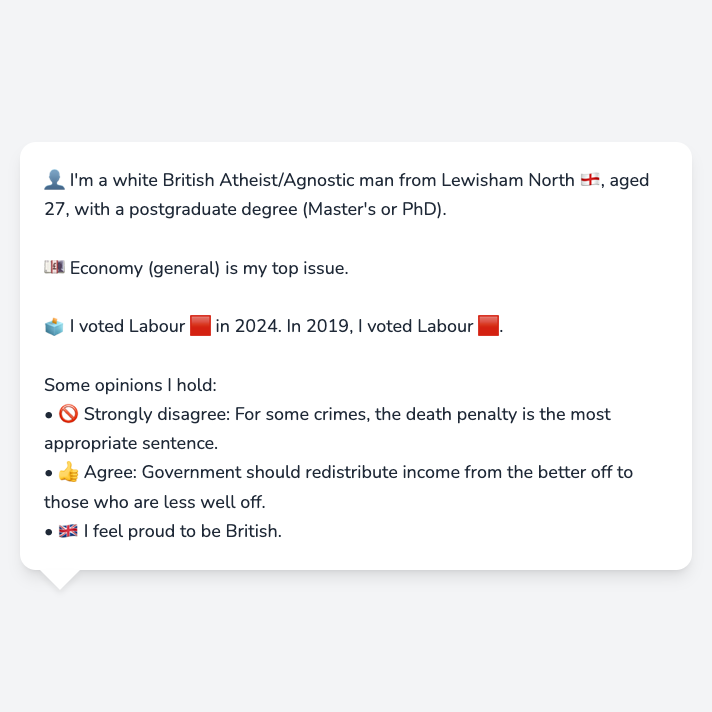 👤 I'm a white British Atheist/Agnostic man from Lewisham North 🏴󠁧󠁢󠁥󠁮󠁧󠁿, aged
27, with a postgraduate degree (Master's or PhD).
💷 Economy (general) is my top issue.
🗳️ I voted Labour 🟥 in 2024. In 2019, I voted Labour 🟥.
Some opinions I hold:
• 🚫 Strongly disagree: For some crimes, the death penalty is the most
appropriate sentence.
• 👍 Agree: Government should redistribute income from the better off to
those who are less well off.
• 🇬🇧 I feel proud to be British.